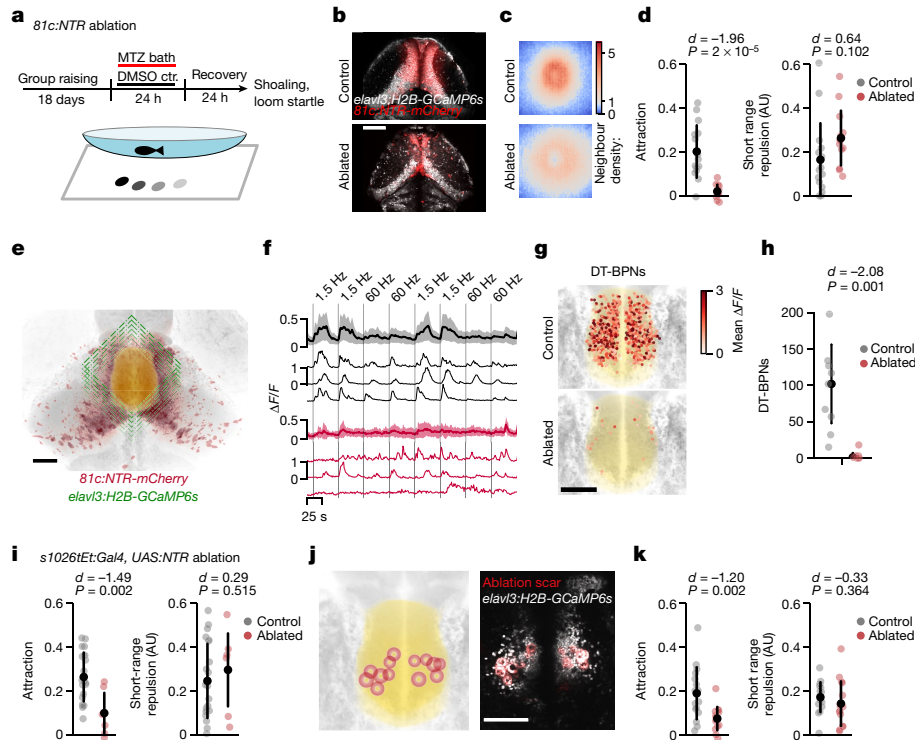 a
81c:NTR ablation
MTZ bath
Group raising
DMSO ctr.
Recovery
Shoaling,
loom startle
18 days
24 h
24 h
b
Control
elavl3:H2B-GCaMP6s
81c:NTR-mCherry
Ablated
c
5
1
0
Neighbour
density:
d
d = −1.96
P = 2 × 10−5
0.6
0.4
0.2
0
Attraction
d = 0.64
P = 0.102
0.6
0.4
0.2
0
Short range
repulsion (AU)
Control
Ablated
e
81c:NTR-mCherry
elavl3:H2B-GCaMP6s
f
1.5 Hz
1.5 Hz
60 Hz
60 Hz
1.5 Hz
1.5 Hz
60 Hz
60 Hz
0.5
0
1
0
0.5
0
1
0
ΔF/F
25 s
g
DT-BPNs
Control
Ablated
3
0
Mean ΔF/F
h
d = −2.08
P = 0.001
200
150
100
50
0
DT-BPNs
Control
Ablated
i
s1026tEt:Gal4, UAS:NTR ablation
d = −1.49
P = 0.002
0.6
0.4
0.2
0
Attraction
d = 0.29
P = 0.515
0.6
0.4
0.2
0
Short-range
repulsion (AU)
Control
Ablated
j
Ablation scar
elavl3:H2B-GCaMP6s
k
d = −1.20
P = 0.002
0.6
0.4
0.2
0
Attraction
d = −0.33
P = 0.364
0.6
0.4
0.2
0
Short-range
repulsion (AU)
Control
Ablated